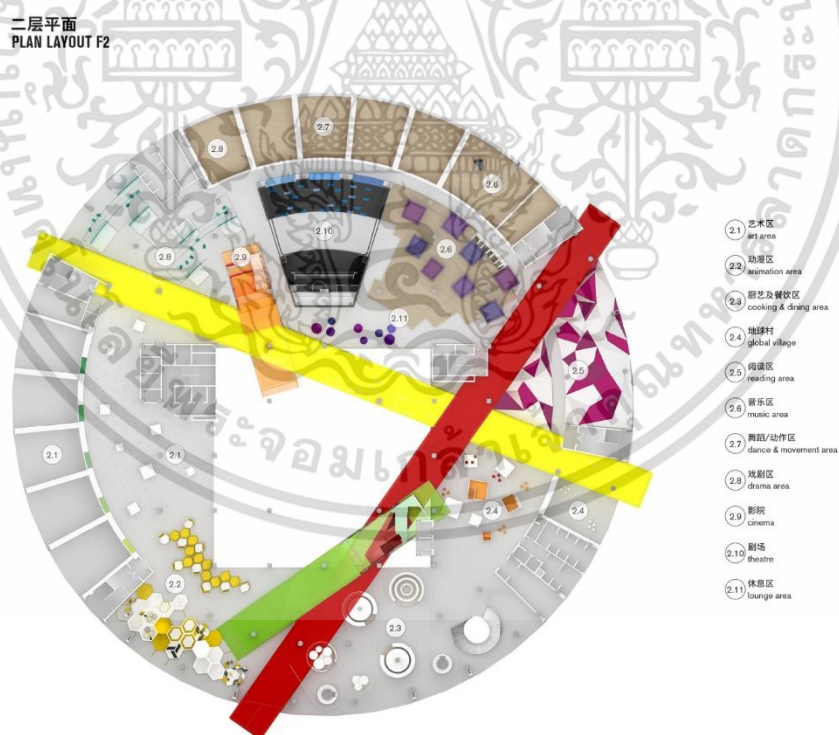 二层平面
PLAN LAYOUT F2
2.7
2.8
2.6
2.10
2.8
2.9
2.6
2.11
2.5
2.1
2.1
2.4
2.4
2.2
2.3
2.1 艺术区
art area
2.2 动漫区
animation area
2.3 厨艺及餐饮区
cooking & dining area
2.4 地球村
global village
2.5 阅读区
reading area
2.6 音乐区
music area
2.7 舞蹈/动作区
dance & movement area
2.8 戏剧区
drama area
2.9 影院
cinema
2.10 剧场
theatre
2.11 休息区
lounge area